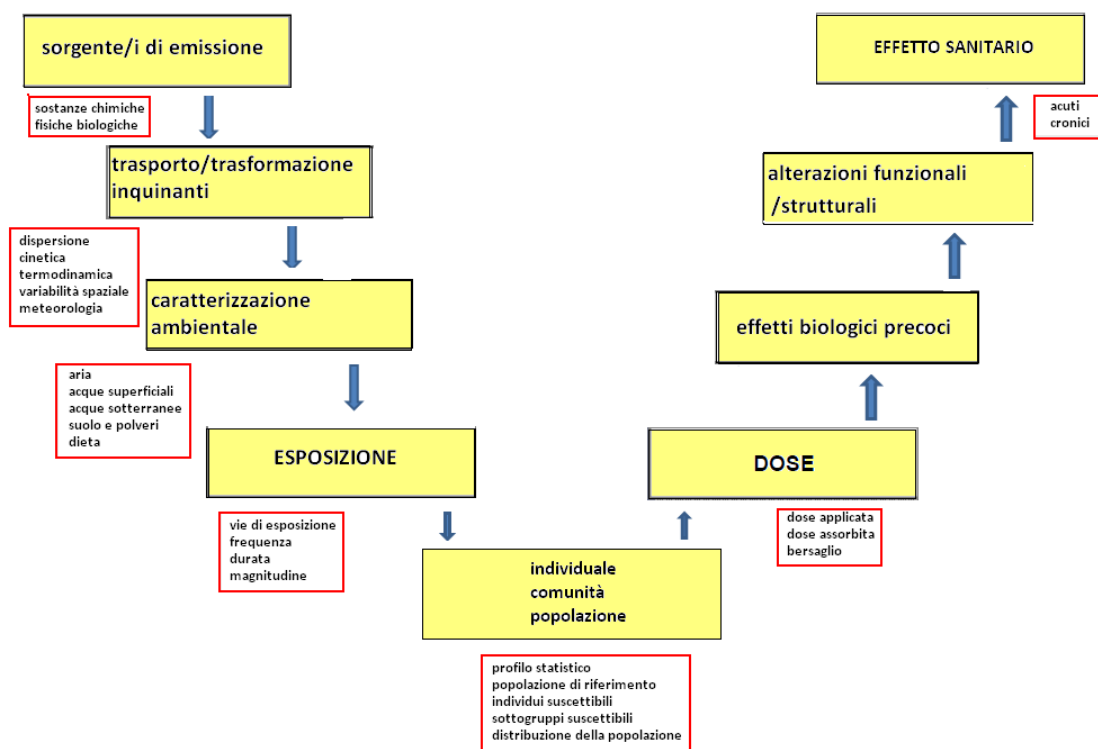 sorgente/i di emissione
sostanze chimiche
fisiche biologiche
trasporto/trasformazione
inquinanti
dispersione
cinetica
termodinamica
variabilità spaziale
meteorologia
caratterizzazione
ambientale
aria
acque superficiali
acque sotterranee
suolo e polveri
dieta
ESPOSIZIONE
vie di esposizione
frequenza
durata
magnitudine
individuale
comunità
popolazione
profilo statistico
popolazione di riferimento
individui suscettibili
sottogruppi suscettibili
distribuzione della popolazione
DOSE
dose applicata
dose assorbita
bersaglio
effetti biologici precoci
alterazioni funzionali
/strutturali
acuti
cronici
EFFETTO SANITARIO